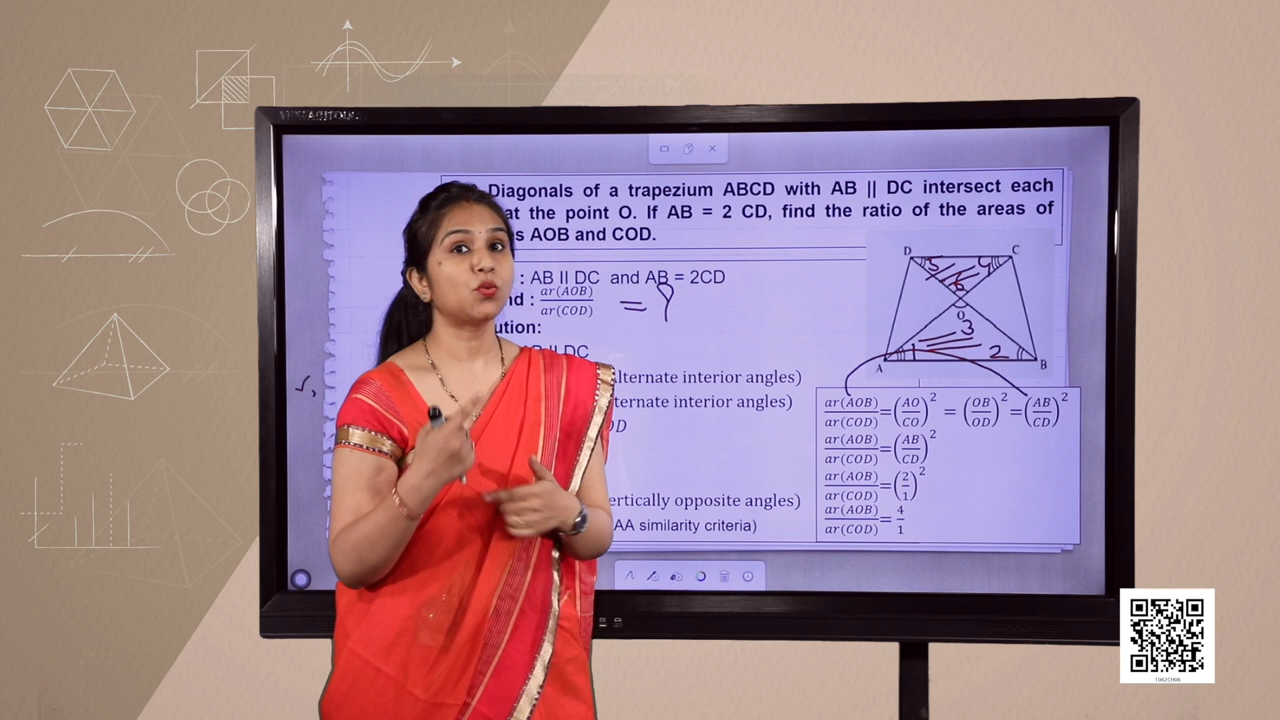 Diagonals of a trapezium ABCD with AB || DC intersect each
at the point O. If AB = 2 CD, find the ratio of the areas of
AOB and COD.
: AB II DC and AB = 2CD
ar(AOB)/ar(COD) = ?
DC
lternate interior angles)
ternate interior angles)
D
ertically opposite angles)
AA similarity criteria)
D C
5 4
6
O
3
1 2
A B
ar(AOB)/ar(COD)=(AO/CO)² = (OB/OD)² =(AB/CD)²
ar(AOB)/ar(COD)=(AB/CD)²
ar(AOB)/ar(COD)=(2/1)²
ar(AOB)/ar(COD)= 4/1
1062CH06